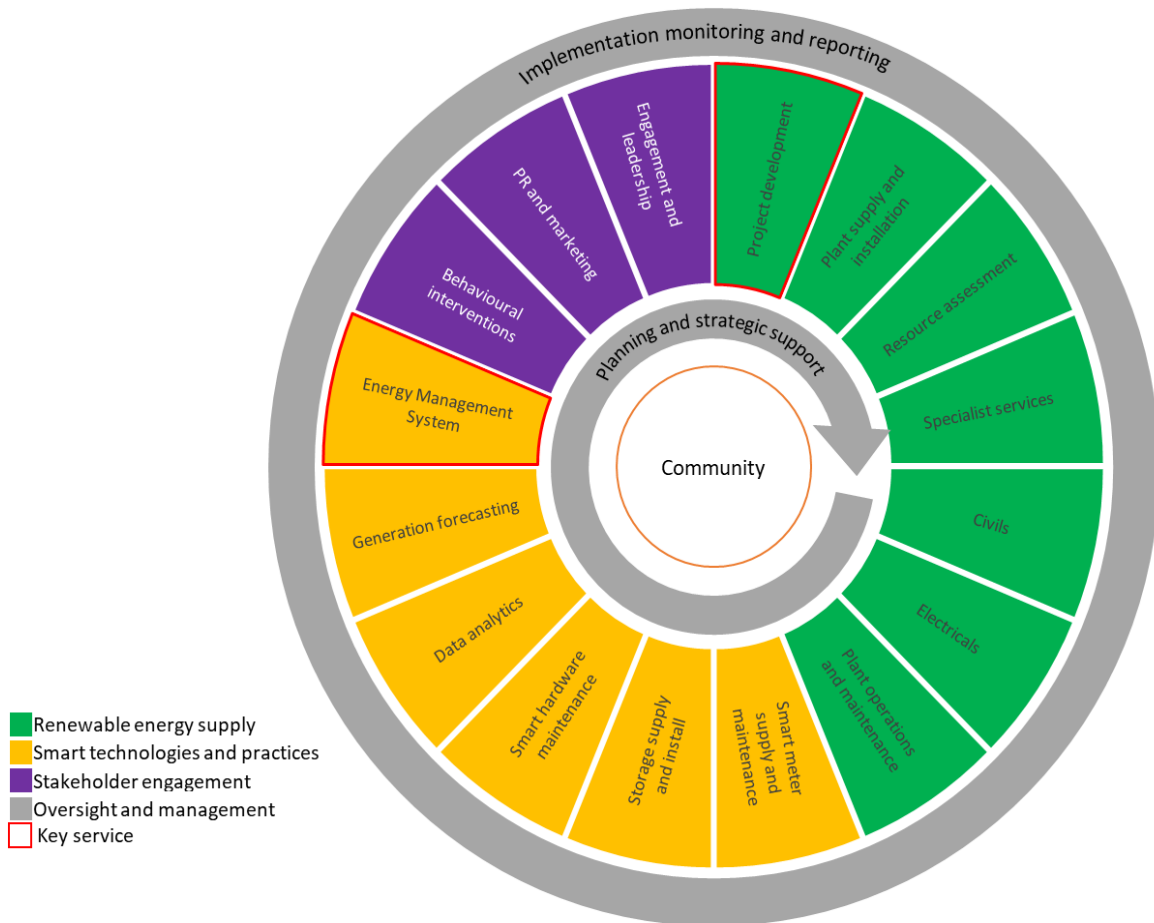 Implementation monitoring and reporting
Engagement and
leadership
Project development
Plant supply and
installation
Resource assessment
Specialist services
Civils
Electricals
Plant operations
and maintenance
Smart meter
supply and
maintenance
Storage supply
and install
Smart hardware
maintenance
Data analytics
Generation forecasting
Energy Management
System
Behavioural
interventions
PR and marketing
Planning and strategic support
Community
Renewable energy supply
Smart technologies and practices
Stakeholder engagement
Oversight and management
Key service